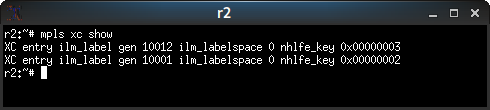 r2
r2:~# mpls xc show
XC entry ilm_label gen 10012 ilm_labelspace 0 nhlfe_key 0x00000003
XC entry ilm_label gen 10001 ilm_labelspace 0 nhlfe_key 0x00000002
r2:~#